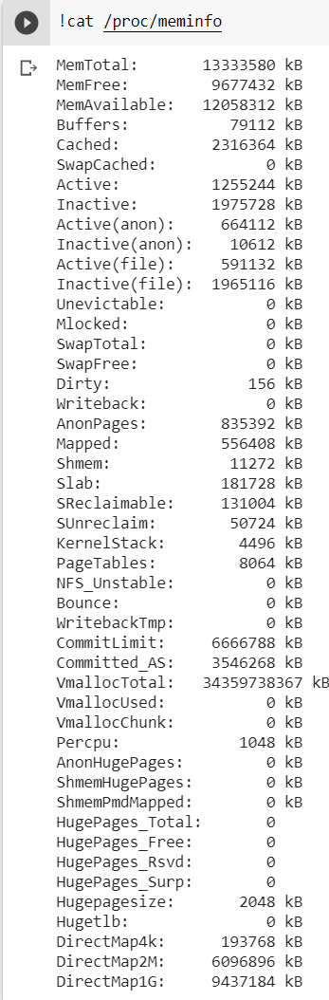 !cat /proc/meminfo
MemTotal: 13333580 kB
MemFree: 9677432 kB
MemAvailable: 12058312 kB
Buffers: 79112 kB
Cached: 2316364 kB
SwapCached: 0 kB
Active: 1255244 kB
Inactive: 1975728 kB
Active(anon): 664112 kB
Inactive(anon): 10612 kB
Active(file): 591132 kB
Inactive(file): 1965116 kB
Unevictable: 0 kB
Mlocked: 0 kB
SwapTotal: 0 kB
SwapFree: 0 kB
Dirty: 156 kB
Writeback: 0 kB
AnonPages: 835392 kB
Mapped: 556408 kB
Shmem: 11272 kB
Slab: 181728 kB
SReclaimable: 131004 kB
SUnreclaim: 50724 kB
KernelStack: 4496 kB
PageTables: 8064 kB
NFS_Unstable: 0 kB
Bounce: 0 kB
WritebackTmp: 0 kB
CommitLimit: 6666788 kB
Committed_AS: 3546268 kB
VmallocTotal: 34359738367 kB
VmallocUsed: 0 kB
VmallocChunk: 0 kB
Percpu: 1048 kB
AnonHugePages: 0 kB
ShmemHugePages: 0 kB
ShmemPmdMapped: 0 kB
HugePages_Total: 0
HugePages_Free: 0
HugePages_Rsvd: 0
HugePages_Surp: 0
Hugepagesize: 2048 kB
Hugetlb: 0 kB
DirectMap4k: 193768 kB
DirectMap2M: 6096896 kB
DirectMap1G: 9437184 kB